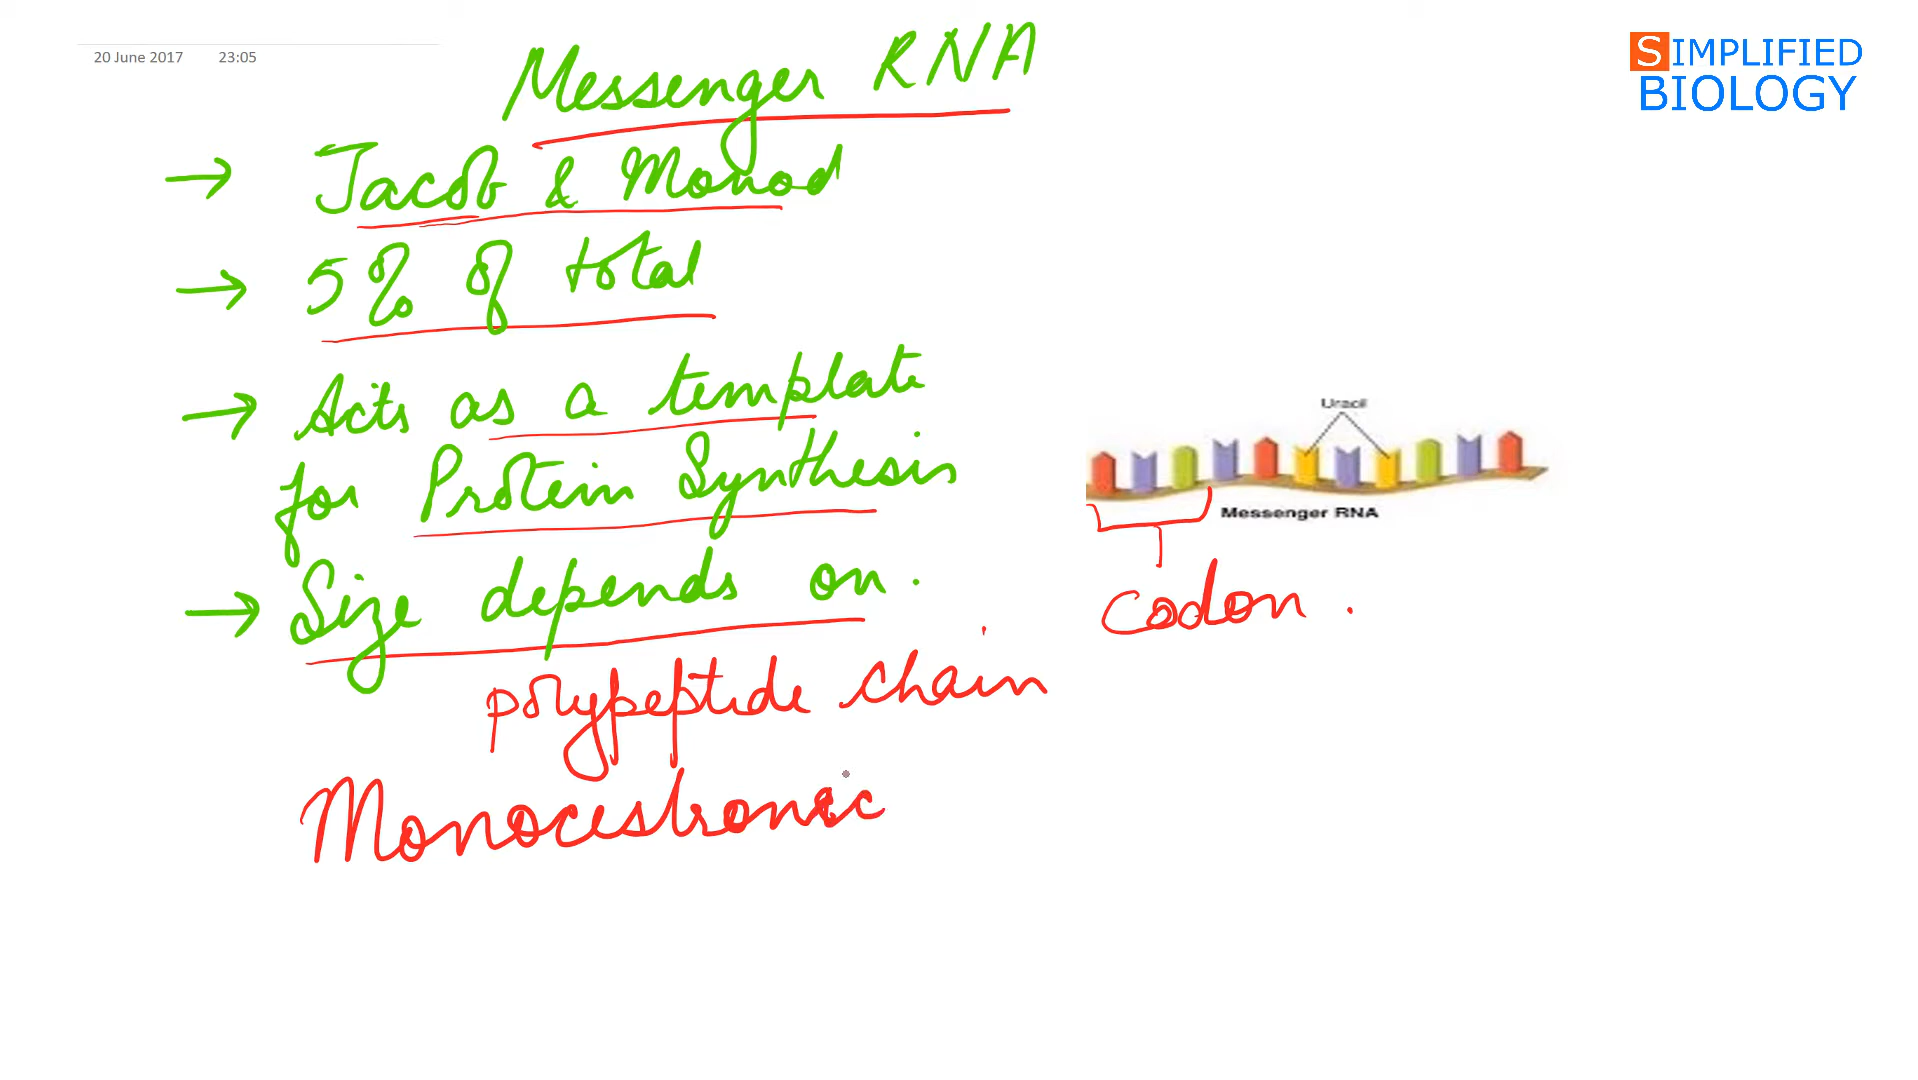 20 June 2017 23:05
SIMPLIFIED
BIOLOGY
Messenger RNA
→ Jacob & Monod
→ 5% of total
→ Acts as a template
for Protein Synthesis
→ Size depends on.
polypeptide chain
Monocistronic
Uracil
Messenger RNA
codon.